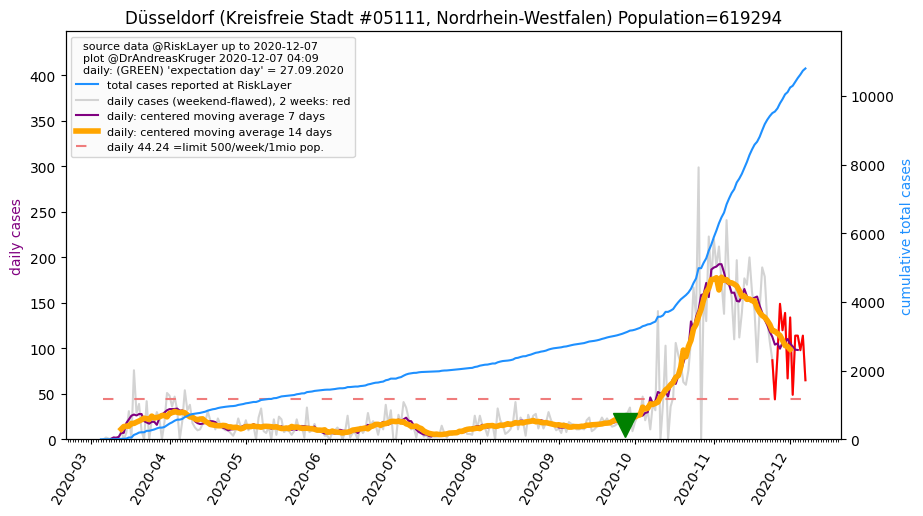 Düsseldorf (Kreisfreie Stadt #05111, Nordrhein-Westfalen) Population=619294
source data @RiskLayer up to 2020-12-07
plot @DrAndreasKruger 2020-12-07 04:09
daily: (GREEN) 'expectation day' = 27.09.2020
total cases reported at RiskLayer
daily cases (weekend-flawed), 2 weeks: red
daily: centered moving average 7 days
daily: centered moving average 14 days
daily 44.24 =limit 500/week/1mio pop.
daily cases
400
350
300
250
200
150
100
50
0
10000
8000
6000
4000
2000
0
cumulative total cases
2020-03
2020-04
2020-05
2020-06
2020-07
2020-08
2020-09
2020-10
2020-11
2020-12